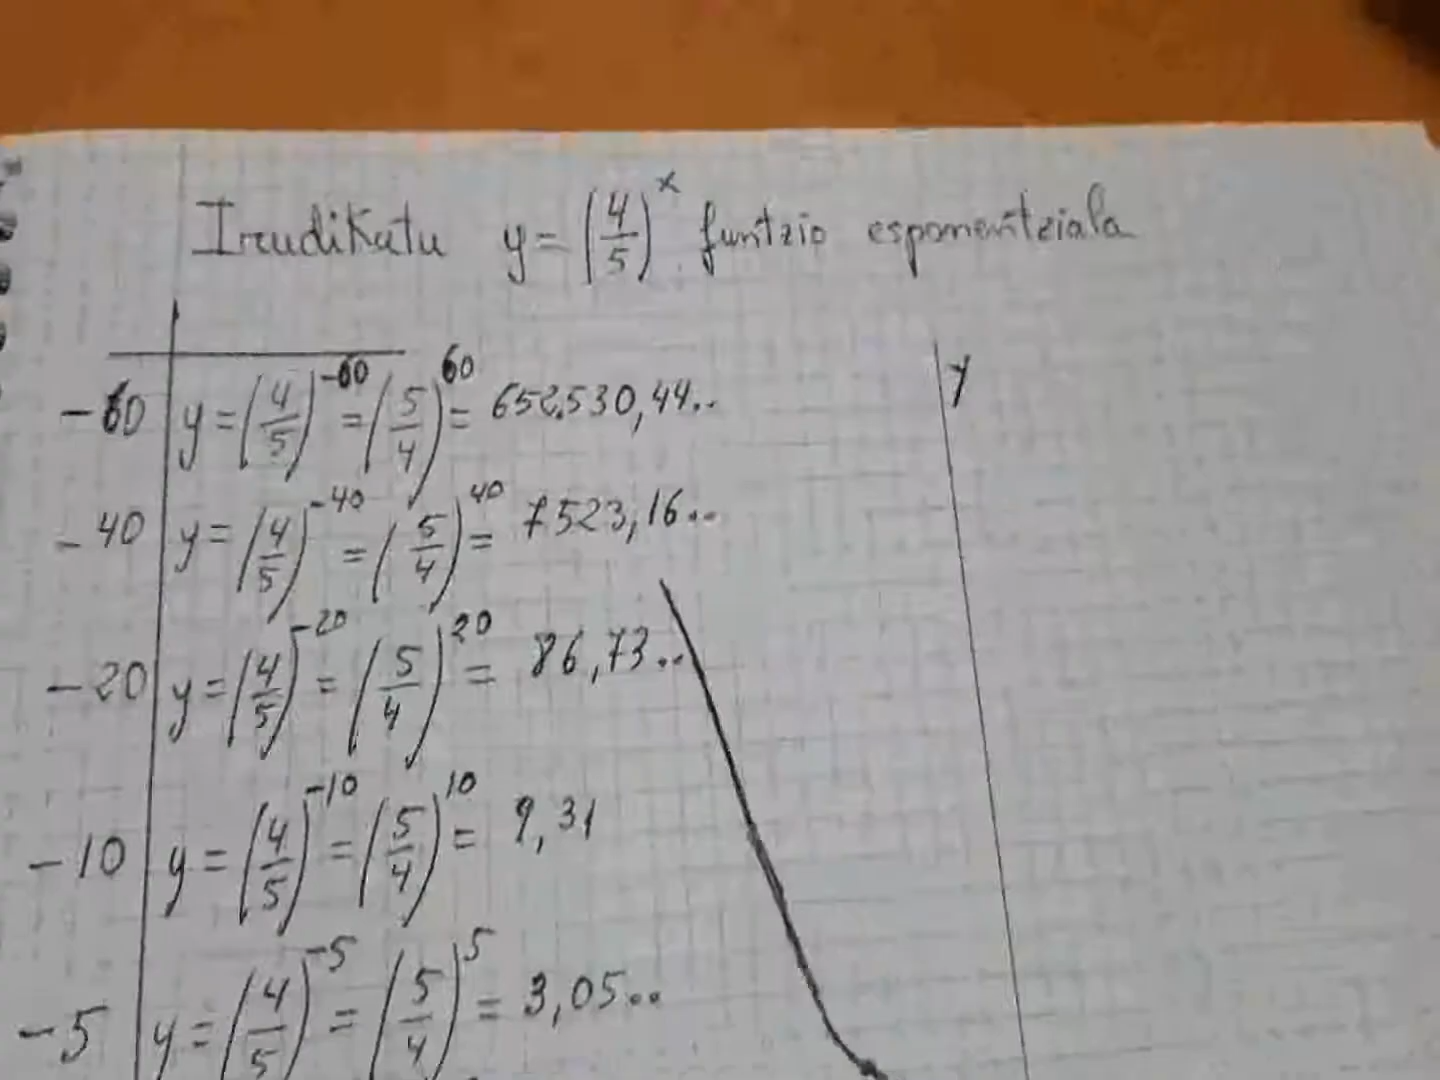 Irudikatu y = (4/5)^x funtzio esponentziala
y
-60 y = (4/5)^-60 = (5/4)^60 = 652.530,44..
-40 y = (4/5)^-40 = (5/4)^40 = 7523,16..
-20 y = (4/5)^-20 = (5/4)^20 = 86,73..
-10 y = (4/5)^-10 = (5/4)^10 = 9,31
-5 y = (4/5)^-5 = (5/4)^5 = 3,05..